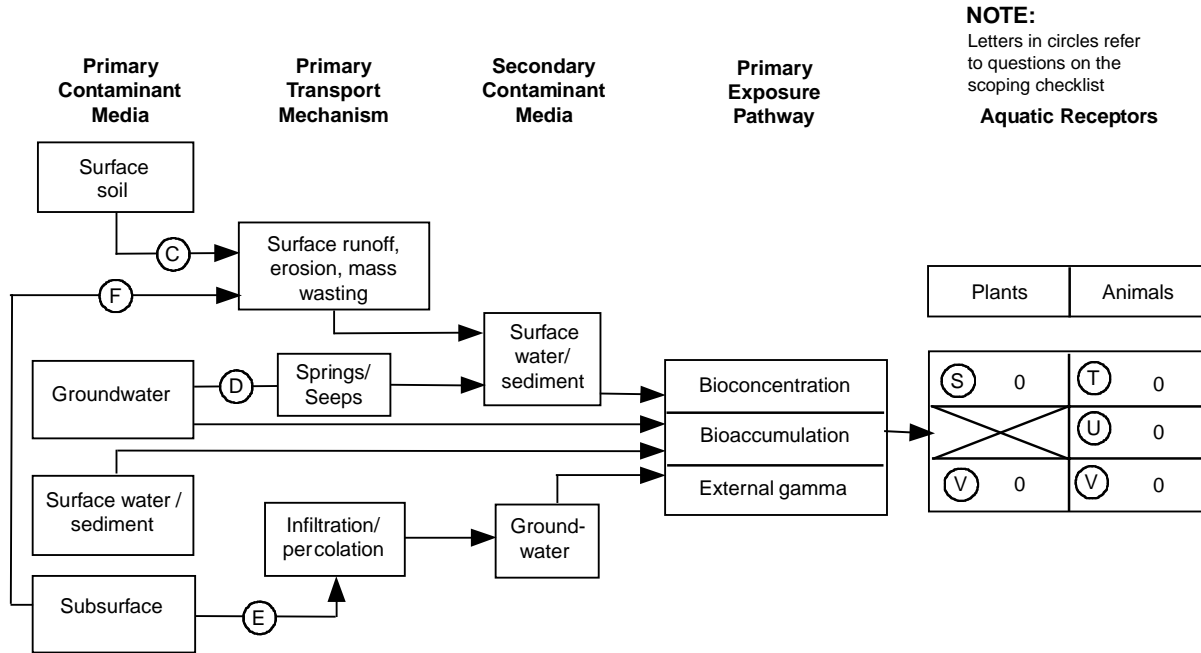 NOTE:
Letters in circles refer
to questions on the
scoping checklist
Primary
Contaminant
Media
Primary
Transport
Mechanism
Secondary
Contaminant
Media
Primary
Exposure
Pathway
Aquatic Receptors
Surface
soil
C
Surface runoff,
erosion, mass
wasting
F
Plants
Animals
Groundwater
D
Springs/
Seeps
Surface
water/
sediment
Bioconcentration
Bioaccumulation
External gamma
S 0
T 0
U 0
V 0
V 0
Surface water /
sediment
Infiltration/
percolation
Ground-
water
Subsurface
E